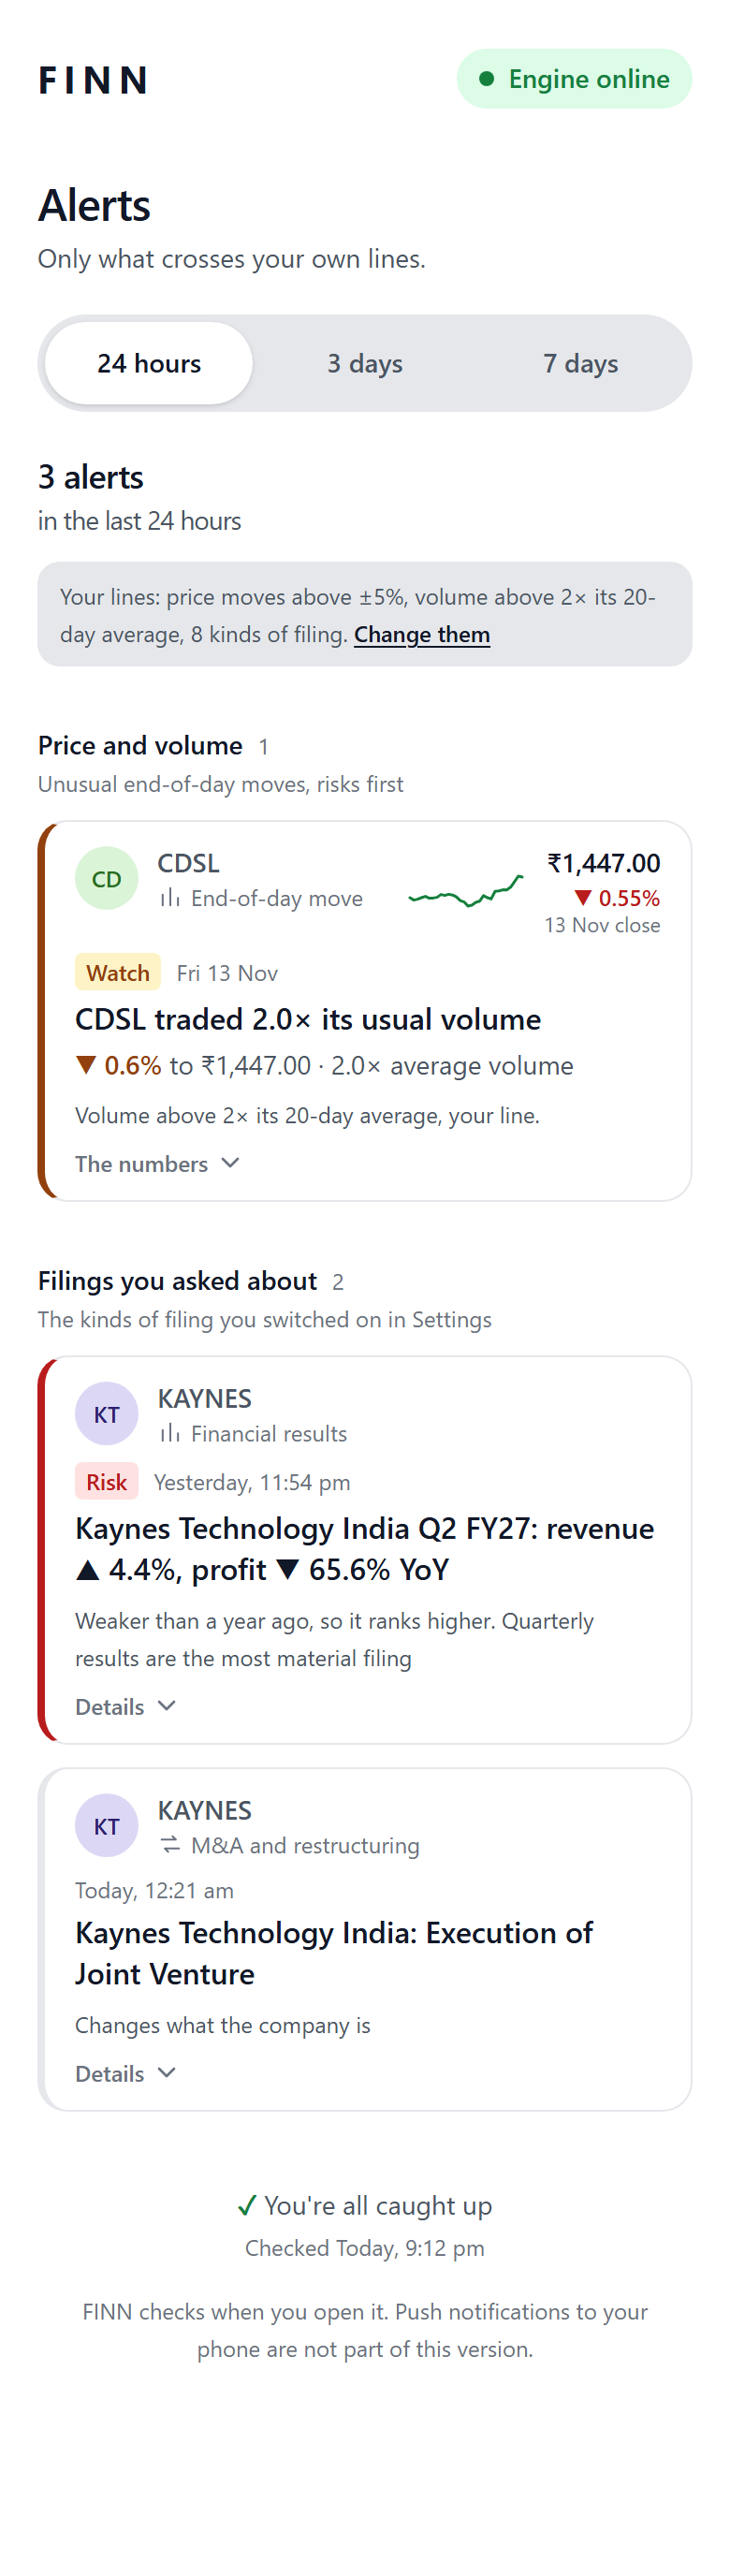 FINN
Engine online
Alerts
Only what crosses your own lines.
24 hours
3 days
7 days
3 alerts
in the last 24 hours
Your lines: price moves above ±5%, volume above 2× its 20-
day average, 8 kinds of filing. Change them
Price and volume 1
Unusual end-of-day moves, risks first
CD
CDSL
End-of-day move
₹1,447.00
▼ 0.55%
13 Nov close
Watch Fri 13 Nov
CDSL traded 2.0× its usual volume
▼ 0.6% to ₹1,447.00 · 2.0× average volume
Volume above 2× its 20-day average, your line.
The numbers
Filings you asked about 2
The kinds of filing you switched on in Settings
KT
KAYNES
Financial results
Risk Yesterday, 11:54 pm
Kaynes Technology India Q2 FY27: revenue
▲ 4.4%, profit ▼ 65.6% YoY
Weaker than a year ago, so it ranks higher. Quarterly
results are the most material filing
Details
KT
KAYNES
M&A and restructuring
Today, 12:21 am
Kaynes Technology India: Execution of
Joint Venture
Changes what the company is
Details
✓ You're all caught up
Checked Today, 9:12 pm
FINN checks when you open it. Push notifications to your
phone are not part of this version.